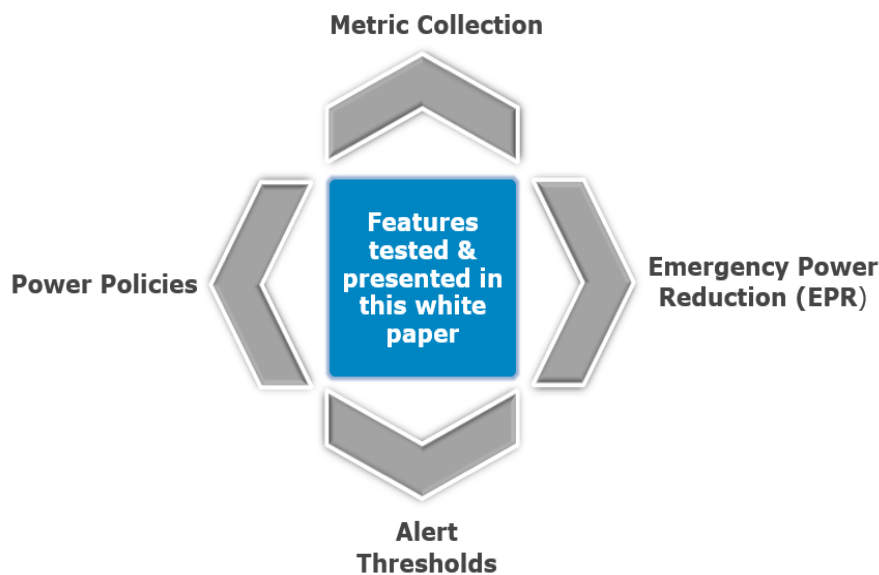 Metric Collection
Features
tested &
presented in
this white
paper
Power Policies
Emergency Power
Reduction (EPR)
Alert
Thresholds